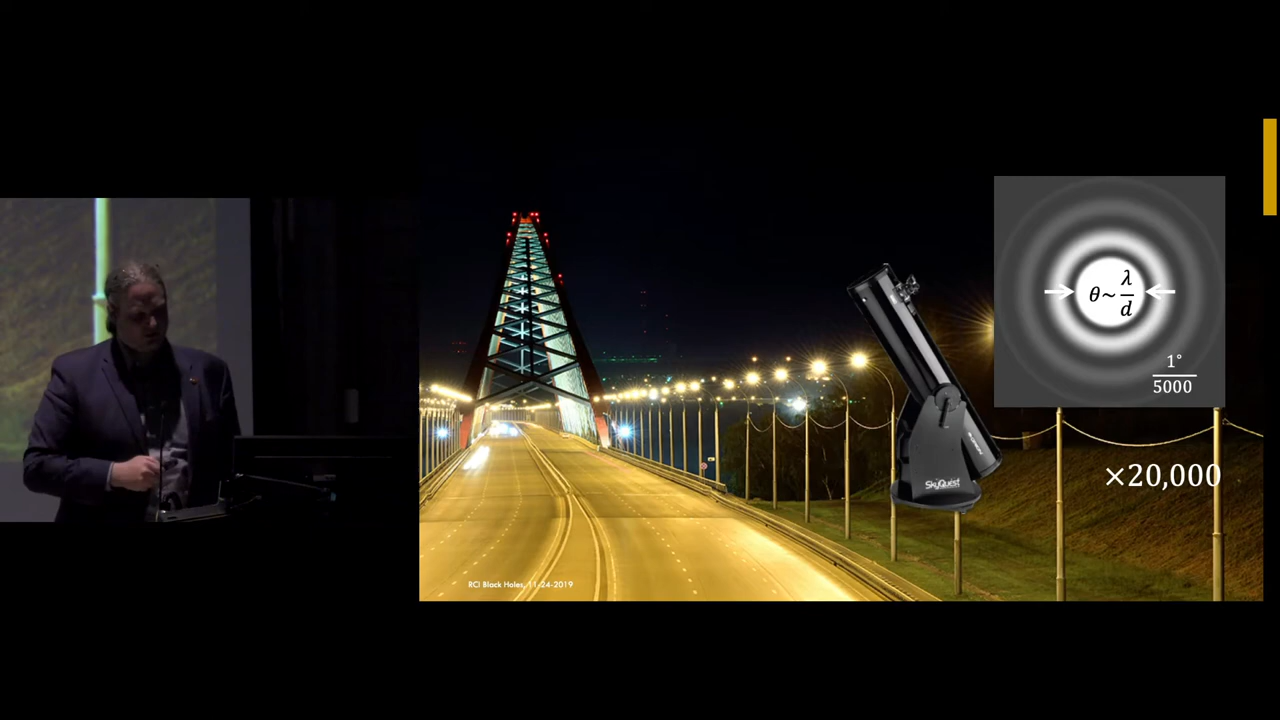 θ~λ/d
1°/5000
×20,000
SkyQuest
RCI Black Holes, 11-24-2019